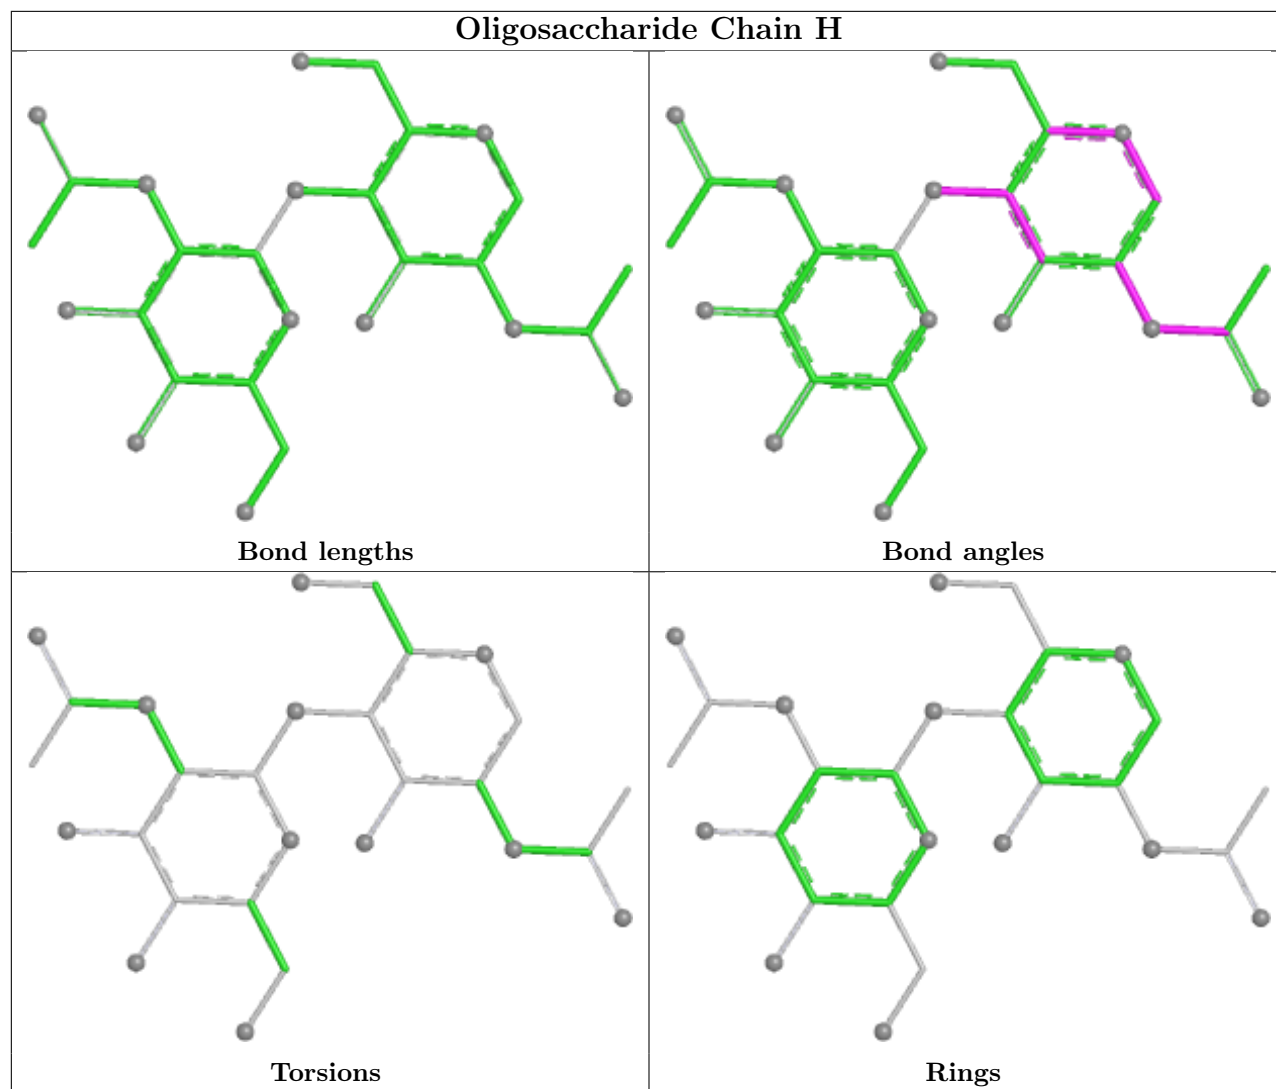 Oligosaccharide Chain H
Bond lengths
Bond angles
Torsions
Rings